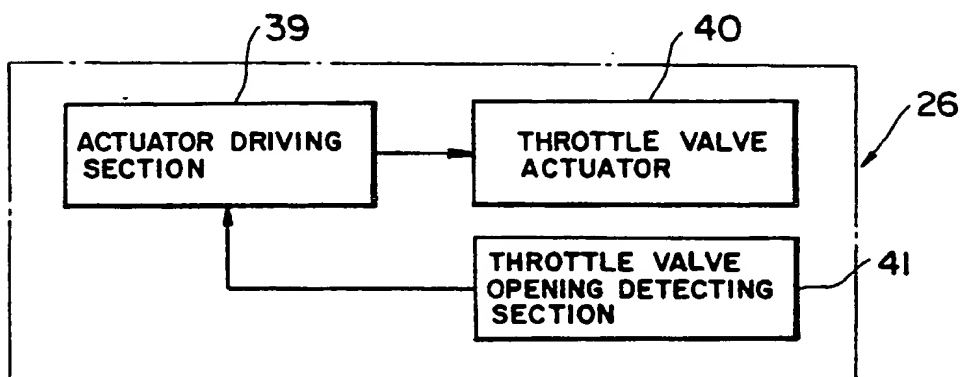 39
40
26
ACTUATOR DRIVING
SECTION
THROTTLE VALVE
ACTUATOR
THROTTLE VALVE
OPENING DETECTING
SECTION
41